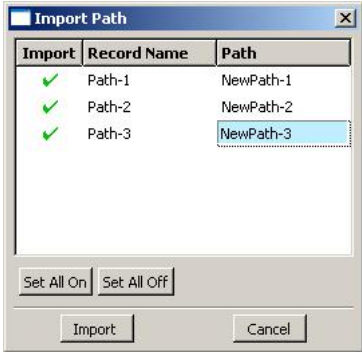 Import Path
Import Record Name Path
Path-1 NewPath-1
Path-2 NewPath-2
Path-3 NewPath-3
Set All On Set All Off
Import Cancel